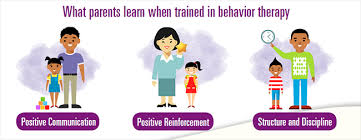 What parents learn when trained in behavior therapy
Positive Communication
Positive Reinforcement
Structure and Discipline